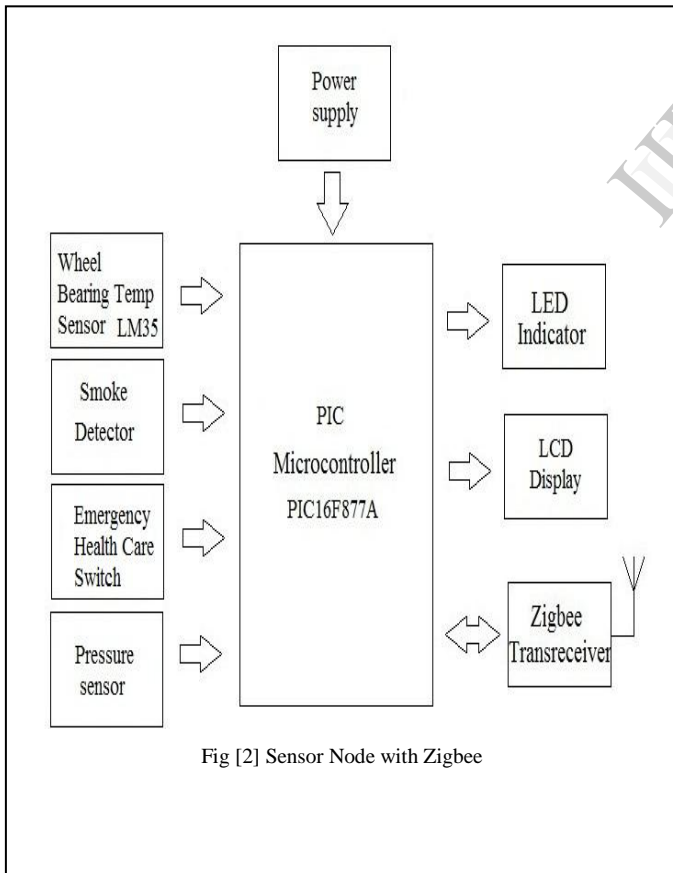 Power
supply
Wheel
Bearing Temp
Sensor LM35
Smoke
Detector
Emergency
Health Care
Switch
Pressure
sensor
PIC
Microcontroller
PIC16F877A
LED
Indicator
LCD
Display
Zigbee
Transreceiver
Fig [2] Sensor Node with Zigbee